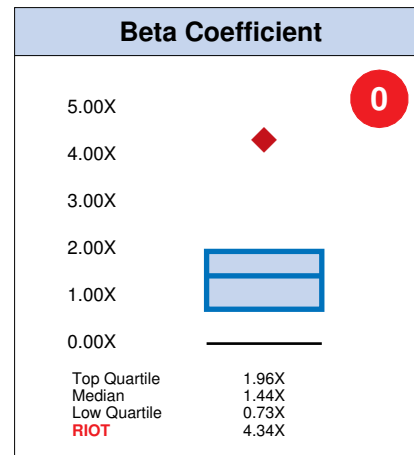 Beta Coefficient
0
5.00X
4.00X
3.00X
2.00X
1.00X
0.00X
Top Quartile 1.96X
Median 1.44X
Low Quartile 0.73X
RIOT 4.34X